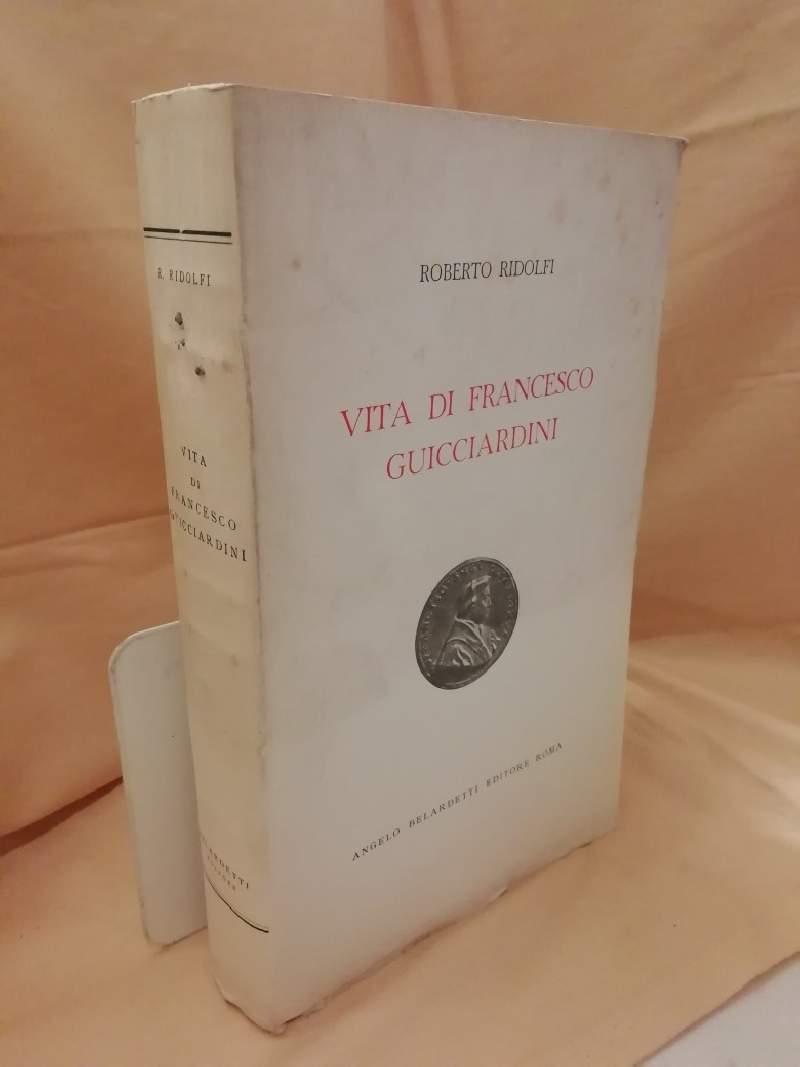 R. RIDOLFI
VITA
DI
FRANCESCO
GUICCIARDINI
ROBERTO RIDOLFI
VITA DI FRANCESCO
GUICCIARDINI
ANGELO BELARDETTI EDITORE ROMA